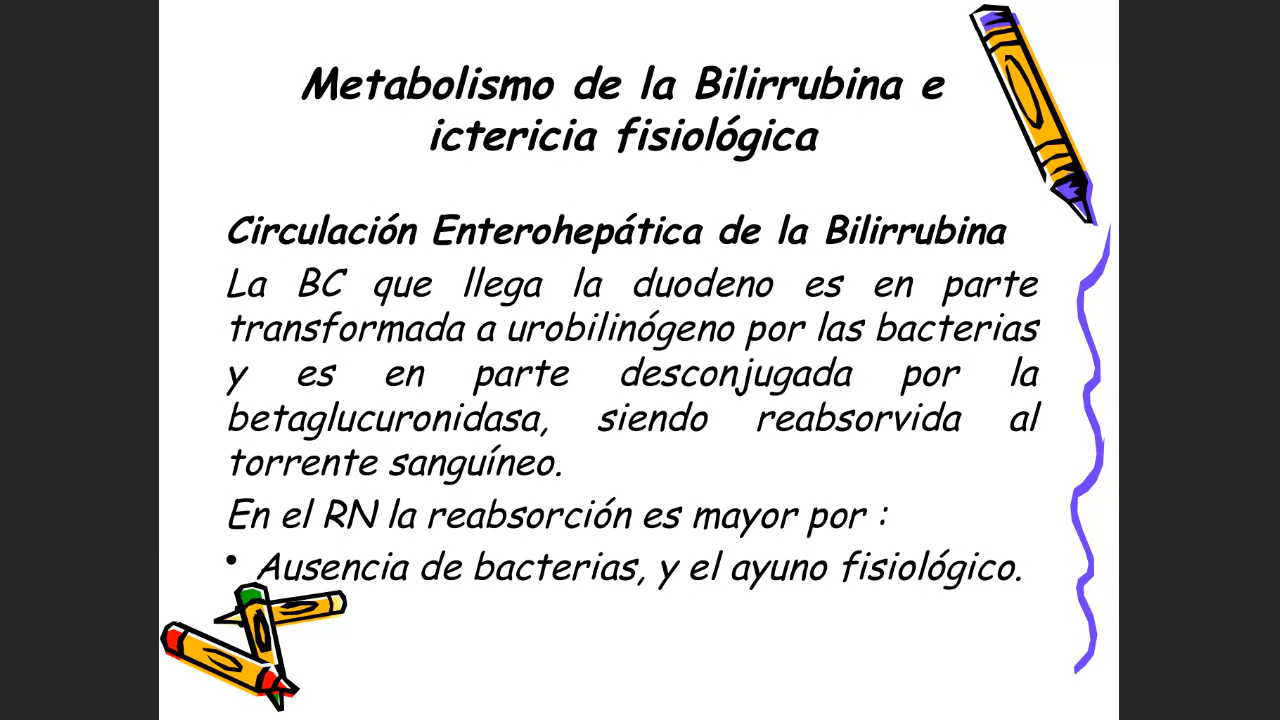 Metabolismo de la Bilirrubina e
ictericia fisiológica
Circulación Enterohepática de la Bilirrubina
La BC que llega la duodeno es en parte
transformada a urobilinógeno por las bacterias
y es en parte desconjugada por la
betaglucuronidasa, siendo reabsorvida al
torrente sanguíneo.
En el RN la reabsorción es mayor por :
• Ausencia de bacterias, y el ayuno fisiológico.